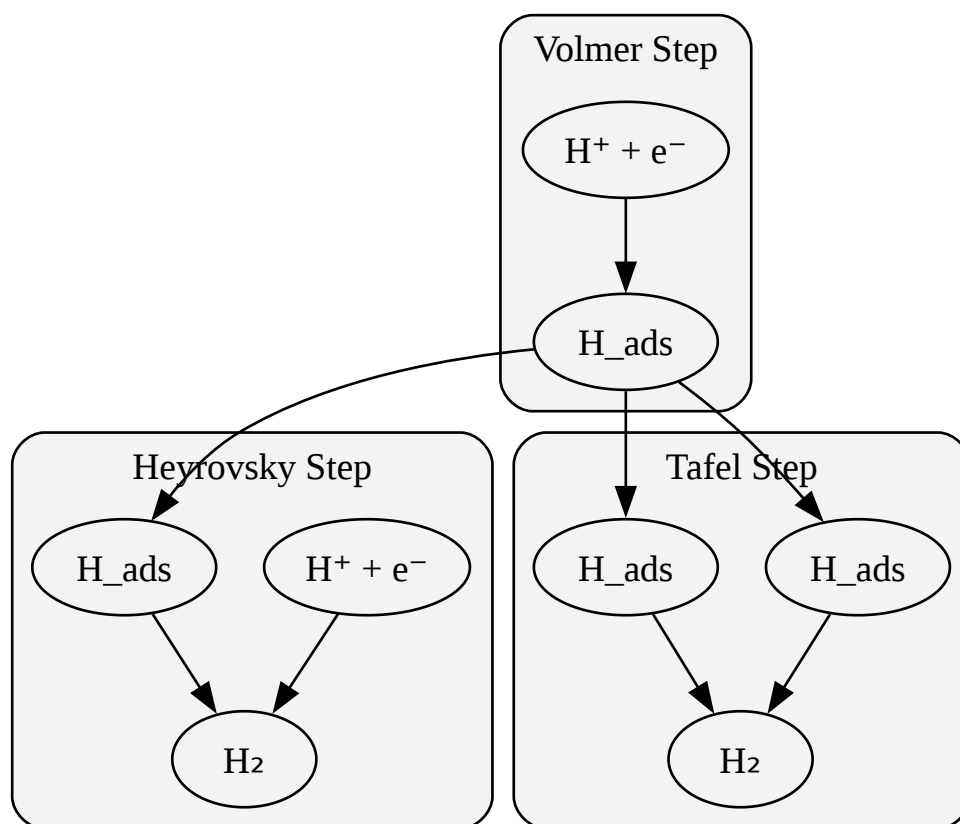 Volmer Step
H⁺ + e⁻
H_ads
Heyrovsky Step
H_ads
H⁺ + e⁻
H₂
Tafel Step
H_ads
H_ads
H₂